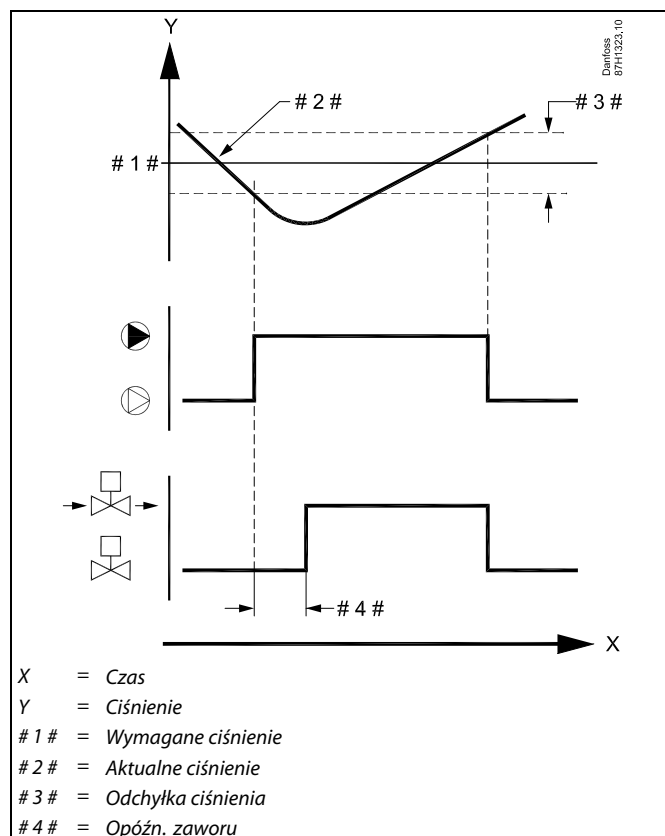 Y
Danfoss
87H1323.10
# 2 #
# 3 #
# 1 #
# 4 #
X
X = Czas
Y = Ciśnienie
# 1 # = Wymagane ciśnienie
# 2 # = Aktualne ciśnienie
# 3 # = Odchyłka ciśnienia
# 4 # = Opóźn. zaworu